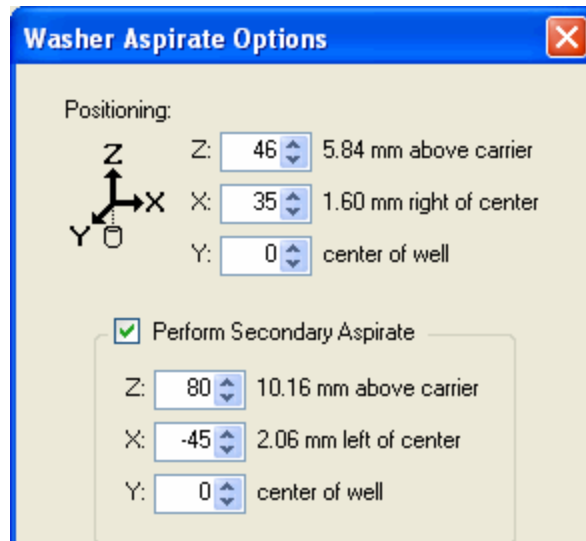 Washer Aspirate Options
Positioning:
Z
X
Y
Z: 46 5.84 mm above carrier
X: 35 1.60 mm right of center
Y: 0 center of well
Perform Secondary Aspirate
Z: 80 10.16 mm above carrier
X: -45 2.06 mm left of center
Y: 0 center of well